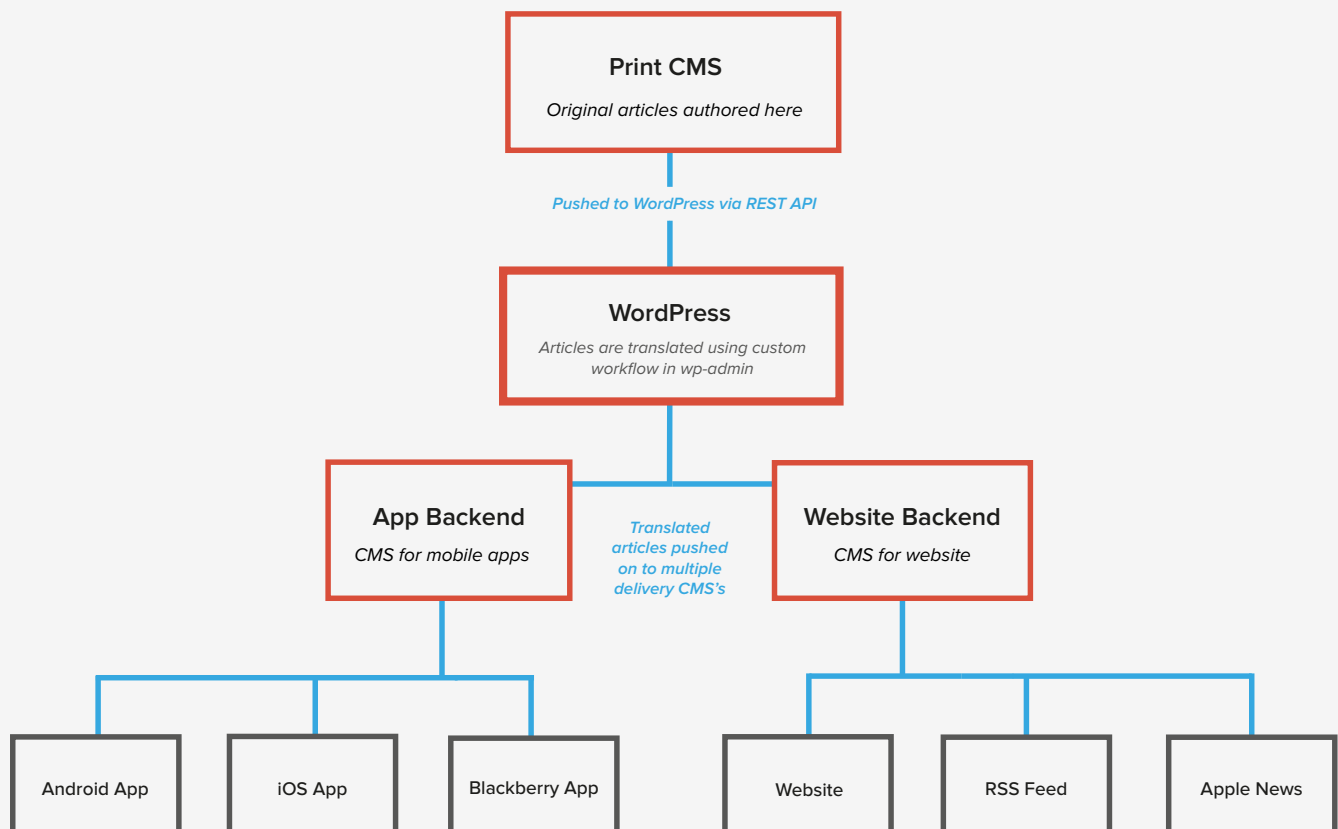 Print CMS
Original articles authored here
Pushed to WordPress via REST API
WordPress
Articles are translated using custom
workflow in wp-admin
App Backend
CMS for mobile apps
Translated
articles pushed
on to multiple
delivery CMS’s
Website Backend
CMS for website
Android App
iOS App
Blackberry App
Website
RSS Feed
Apple News